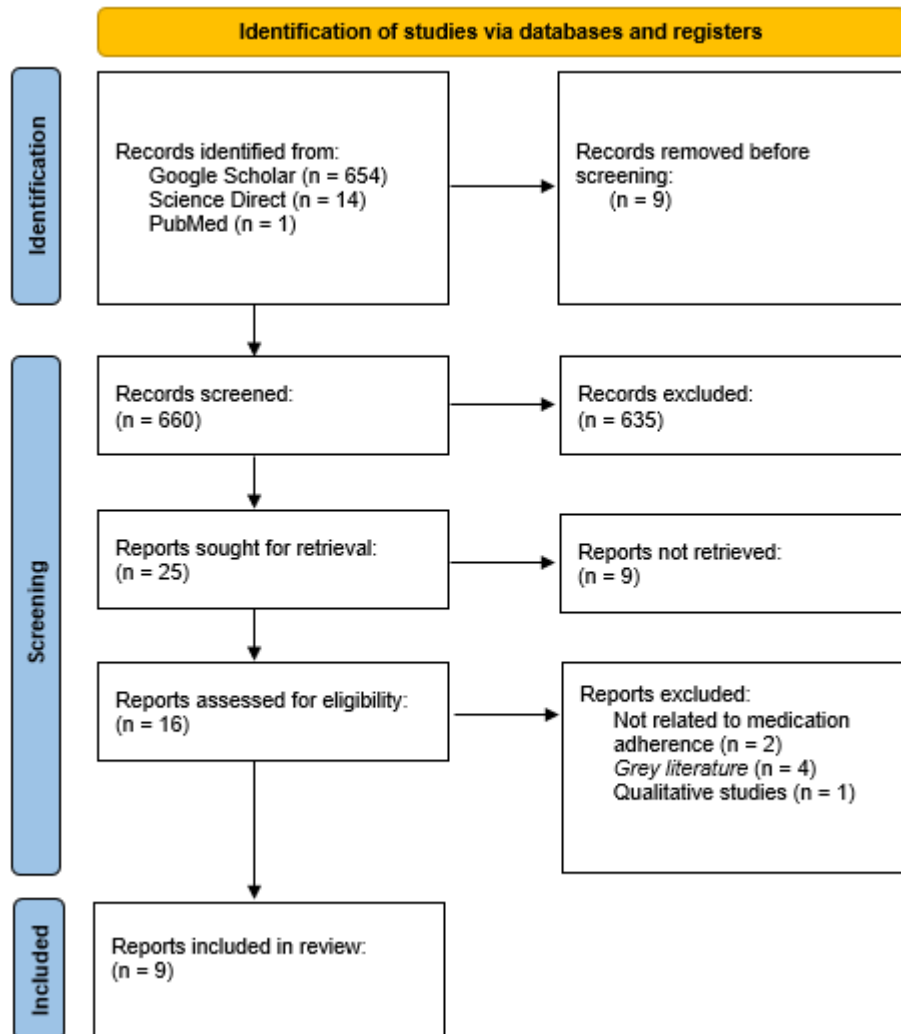 Identification of studies via databases and registers
Identification
Records identified from:
Google Scholar (n = 654)
Science Direct (n = 14)
PubMed (n = 1)
Records removed before
screening:
(n = 9)
Screening
Records screened:
(n = 660)
Records excluded:
(n = 635)
Reports sought for retrieval:
(n = 25)
Reports not retrieved:
(n = 9)
Reports assessed for eligibility:
(n = 16)
Reports excluded:
Not related to medication
adherence (n = 2)
Grey literature (n = 4)
Qualitative studies (n = 1)
Included
Reports included in review:
(n = 9)